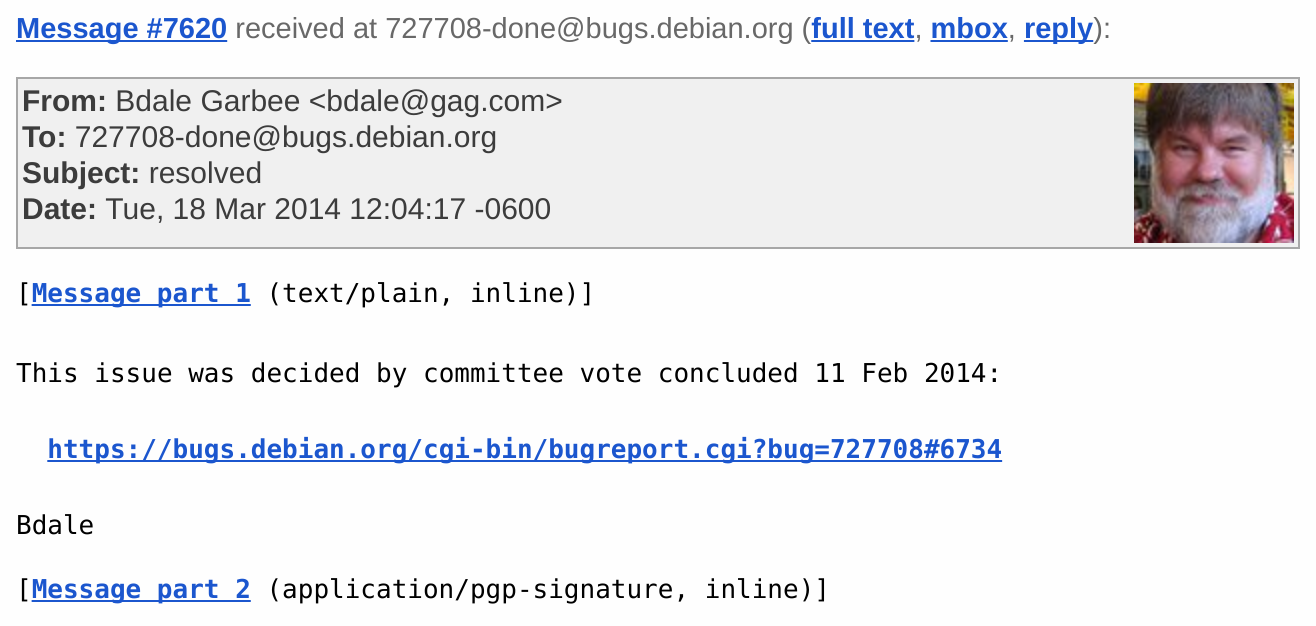 Message #7620 received at 727708-done@bugs.debian.org (full text, mbox, reply):
From: Bdale Garbee <bdale@gag.com>
To: 727708-done@bugs.debian.org
Subject: resolved
Date: Tue, 18 Mar 2014 12:04:17 -0600
[Message part 1 (text/plain, inline)]
This issue was decided by committee vote concluded 11 Feb 2014:
https://bugs.debian.org/cgi-bin/bugreport.cgi?bug=727708#6734
Bdale
[Message part 2 (application/pgp-signature, inline)]